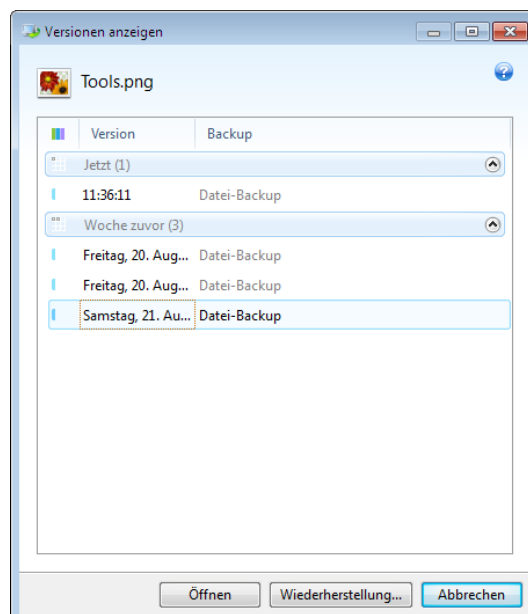 Versionen anzeigen
Tools.png
Version Backup
Jetzt (1)
11:36:11 Datei-Backup
Woche zuvor (3)
Freitag, 20. Aug... Datei-Backup
Freitag, 20. Aug... Datei-Backup
Samstag, 21. Au... Datei-Backup
Öffnen Wiederherstellung... Abbrechen